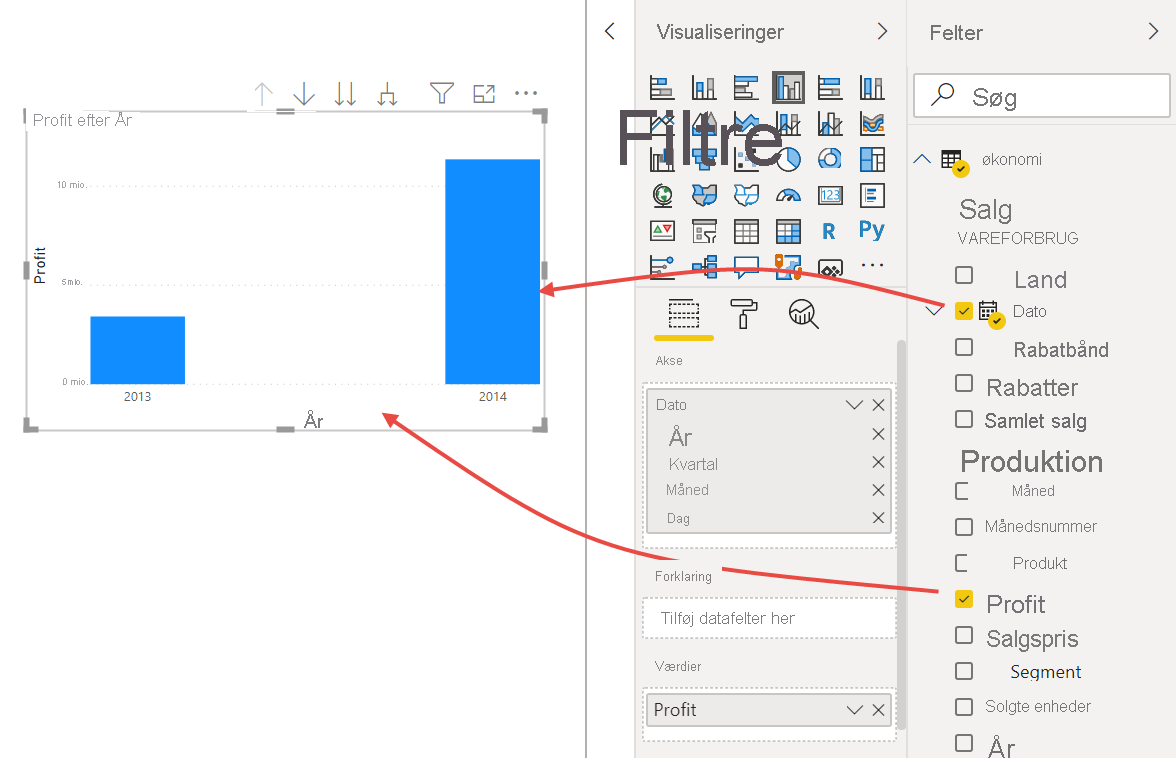 Profit efter År
10 mio.
5 mio.
0 mio.
Profit
2013
2014
År
Visualiseringer
Filtre
123
R
Py
Akse
Dato
År
Kvartal
Måned
Dag
Forklaring
Tilføj datafelter her
Værdier
Profit
Felter
Søg
økonomi
Salg
VAREFORBRUG
Land
Dato
Rabatbånd
Rabatter
Samlet salg
Produktion
Måned
Månedsnummer
Produkt
Profit
Salgspris
Segment
Solgte enheder
År